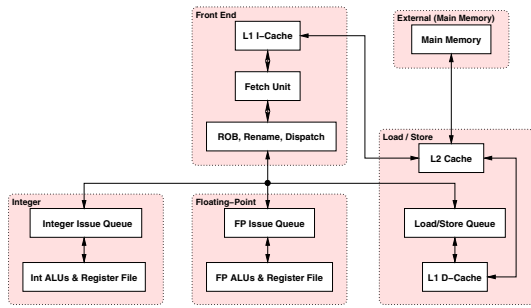 Front End
L1 I-Cache
Fetch Unit
ROB, Rename, Dispatch
External (Main Memory)
Main Memory
Load / Store
L2 Cache
Load/Store Queue
L1 D-Cache
Integer
Integer Issue Queue
Int ALUs & Register File
Floating-Point
FP Issue Queue
FP ALUs & Register File